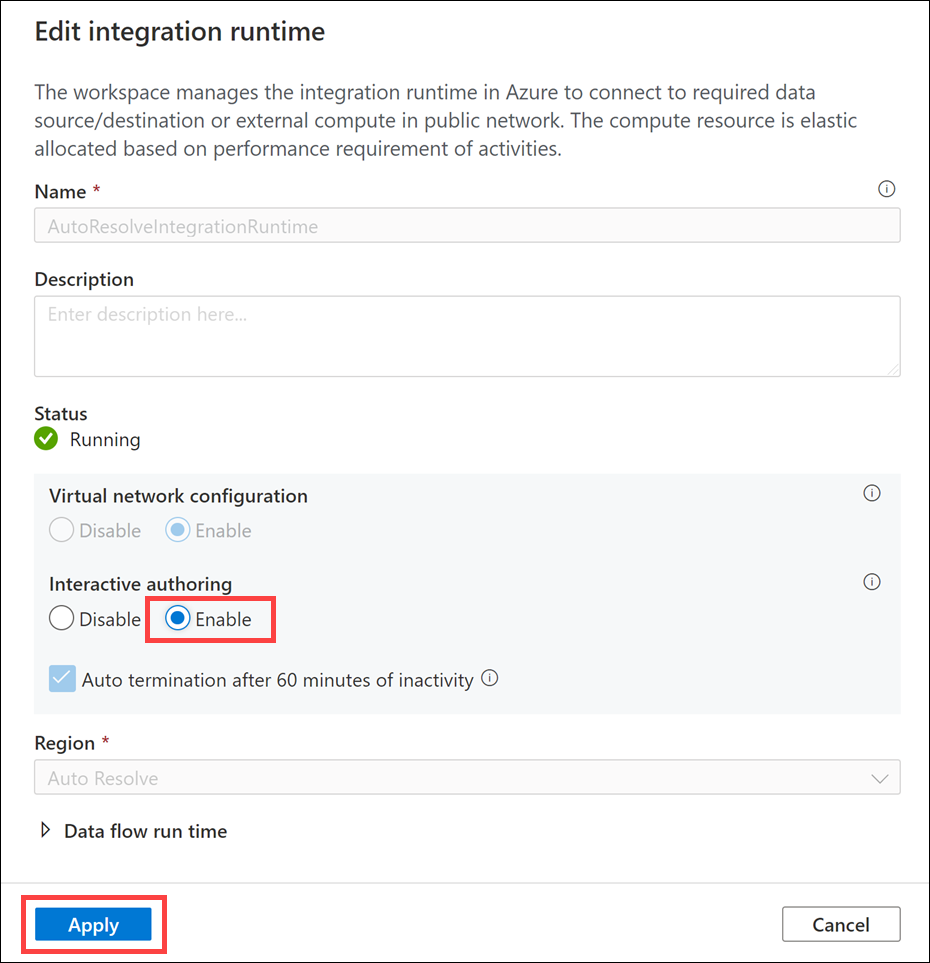 Edit integration runtime
The workspace manages the integration runtime in Azure to connect to required data
source/destination or external compute in public network. The compute resource is elastic
allocated based on performance requirement of activities.
Name *
AutoResolveIntegrationRuntime
Description
Enter description here...
Status
Running
Virtual network configuration
Disable Enable
Interactive authoring
Disable Enable
Auto termination after 60 minutes of inactivity
Region *
Auto Resolve
Data flow run time
Apply Cancel